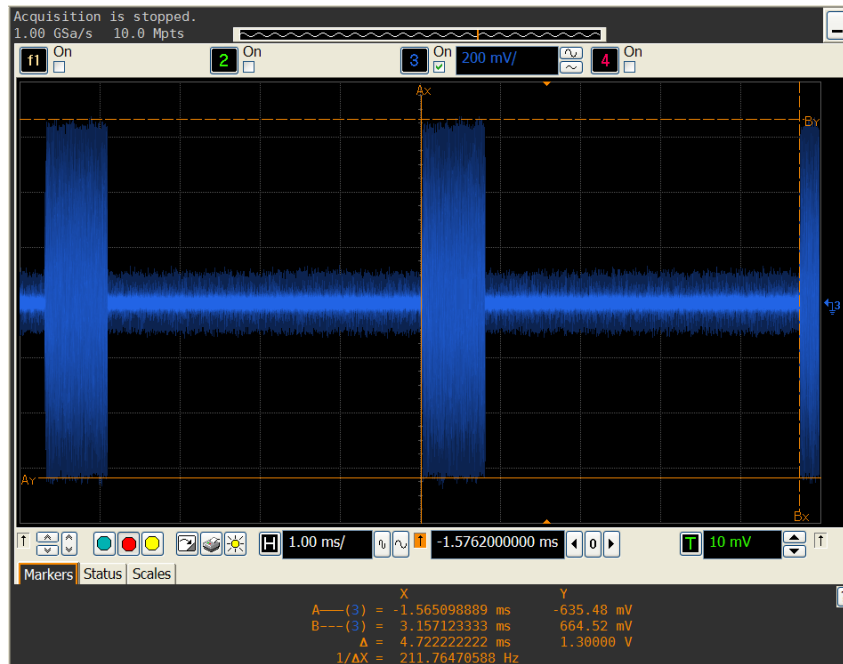 Acquisition is stopped.
1.00 GSa/s 10.0 Mpts
f1 On 2 On 3 On 200 mV/ 4 On
Ax
By
3
Ay
Bx
H 1.00 ms/ -1.5762000000 ms 0 T 10 mV
Markers Status Scales
X Y
A——(3) = -1.565098889 ms -635.48 mV
B---(3) = 3.157123333 ms 664.52 mV
Δ = 4.722222222 ms 1.30000 V
1/ΔX = 211.76470588 Hz